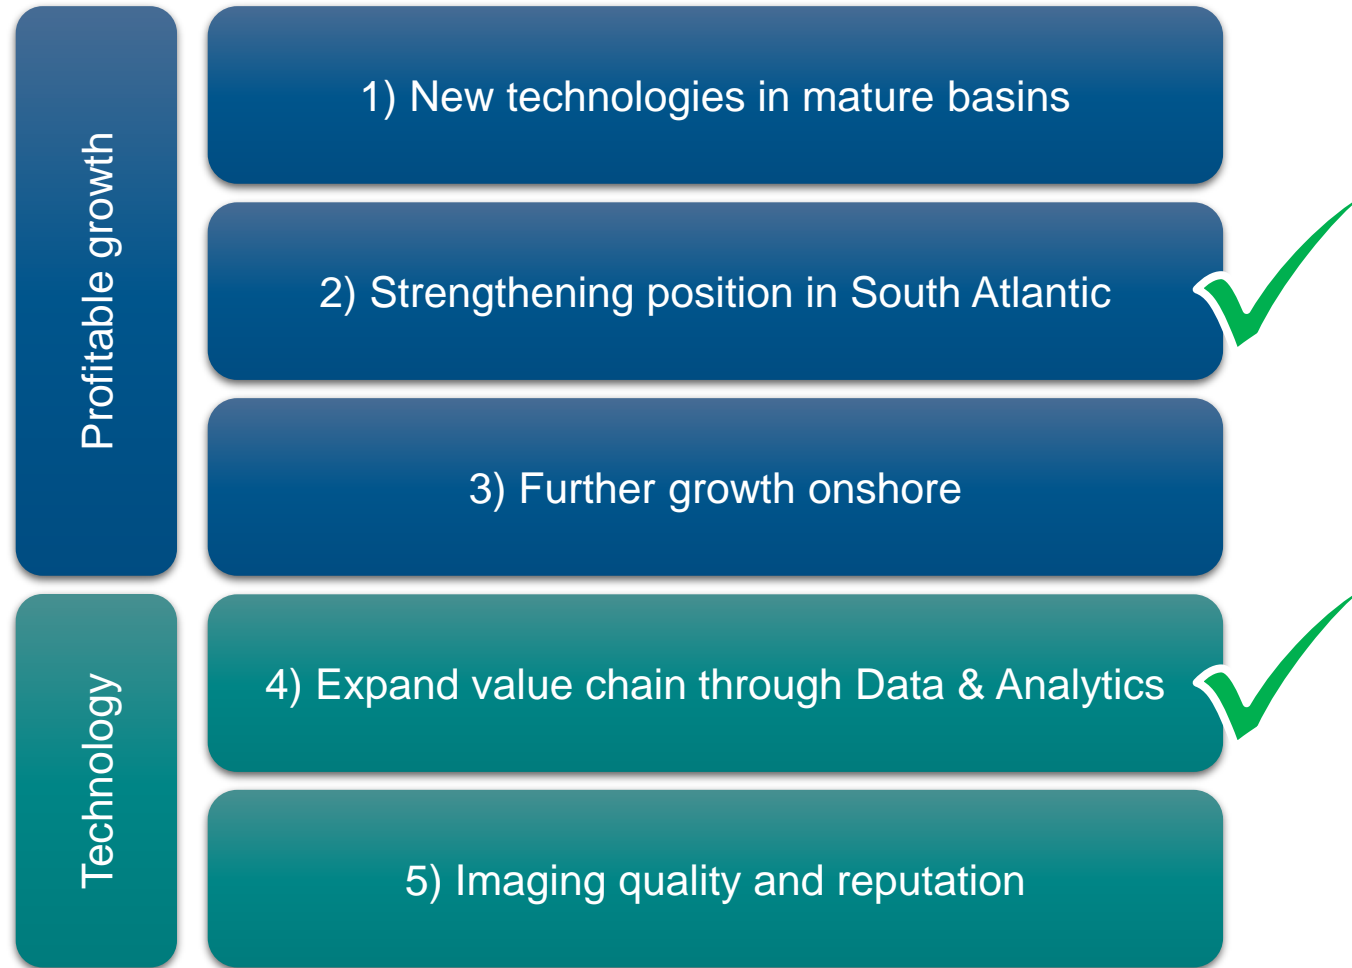 Profitable growth
1) New technologies in mature basins
2) Strengthening position in South Atlantic
3) Further growth onshore
Technology
4) Expand value chain through Data & Analytics
5) Imaging quality and reputation